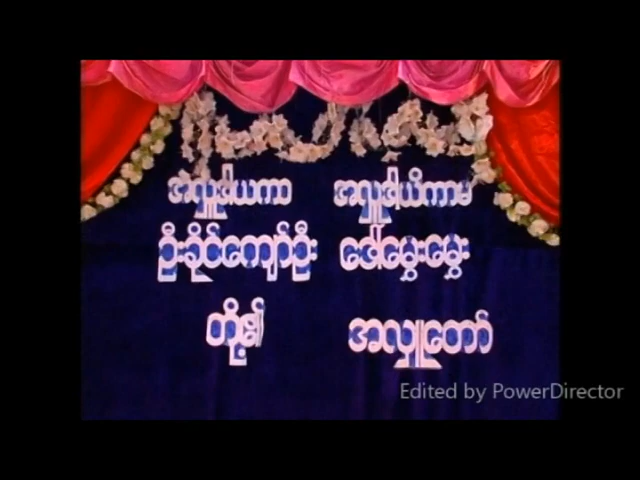 အလှူဒါယကာ အလှူဒါယိကာမ
ဦးခိုင်ကျော်ဦး ဒေါ်မွှေးမွှေး
တို့၏ အလှူတော်
Edited by PowerDirector